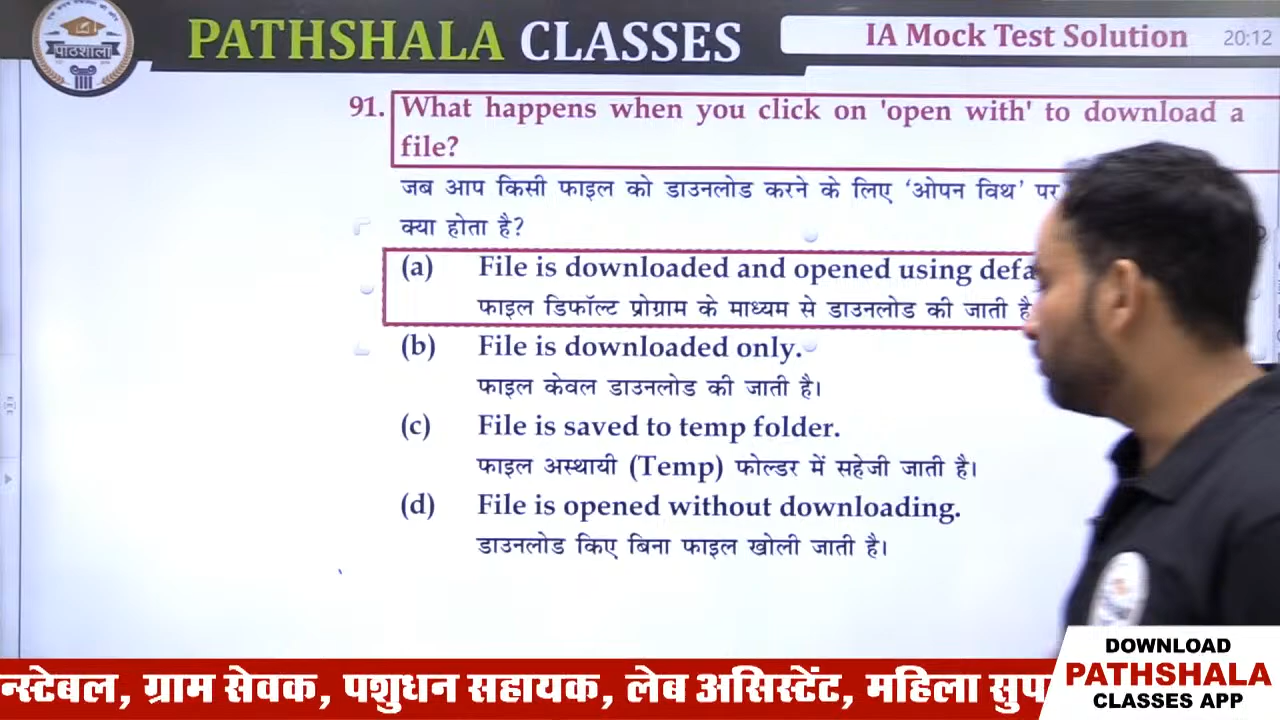 पाठशाला
PATHSHALA CLASSES
IA Mock Test Solution
20:12
91. What happens when you click on 'open with' to download a
file?
जब आप किसी फाइल को डाउनलोड करने के लिए ‘ओपन विथ’ पर
क्या होता है?
(a) File is downloaded and opened using defa
फाइल डिफॉल्ट प्रोग्राम के माध्यम से डाउनलोड की जाती है
(b) File is downloaded only.
फाइल केवल डाउनलोड की जाती है।
(c) File is saved to temp folder.
फाइल अस्थायी (Temp) फोल्डर में सहेजी जाती है।
(d) File is opened without downloading.
डाउनलोड किए बिना फाइल खोली जाती है।
न्स्टेबल, ग्राम सेवक, पशुधन सहायक, लेब असिस्टेंट, महिला सुप
DOWNLOAD
PATHSHALA
CLASSES APP